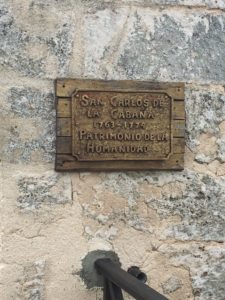 SAN CARLOS DE
LA CABAÑA
1763-1774
PATRIMONIO DE LA
HUMANIDAD